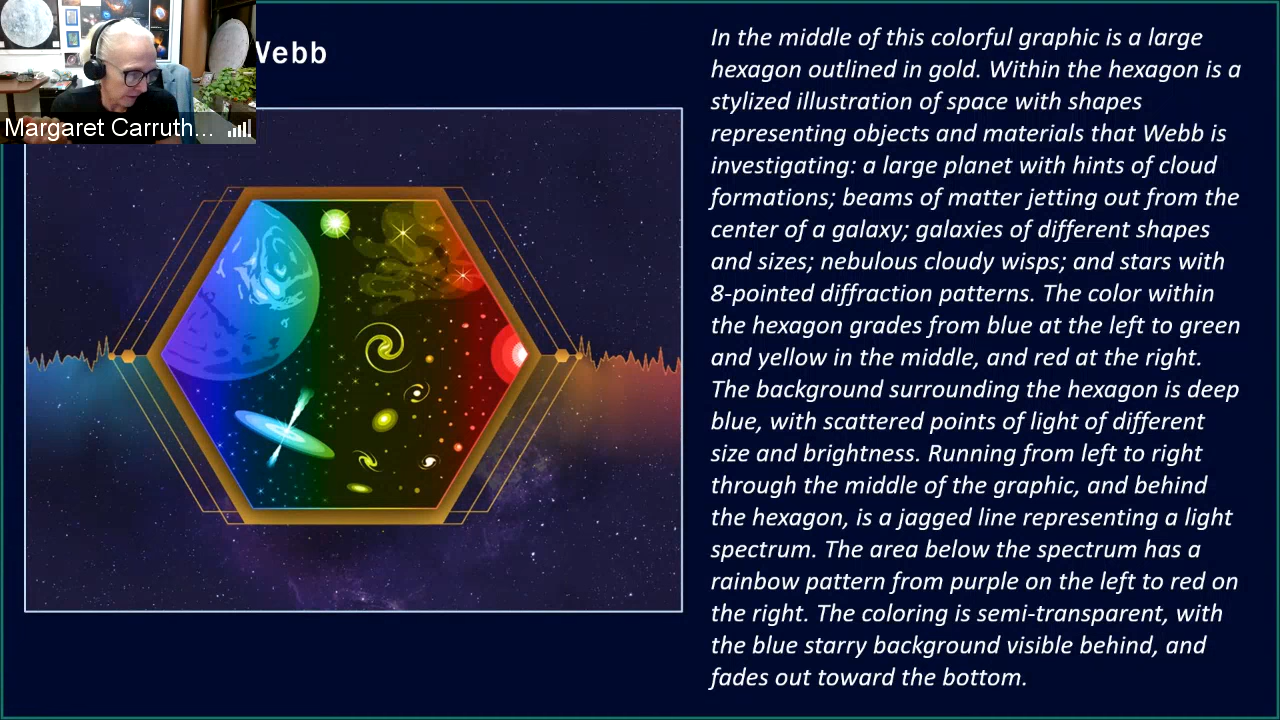 Webb
Margaret Carruth...
In the middle of this colorful graphic is a large
hexagon outlined in gold. Within the hexagon is a
stylized illustration of space with shapes
representing objects and materials that Webb is
investigating: a large planet with hints of cloud
formations; beams of matter jetting out from the
center of a galaxy; galaxies of different shapes
and sizes; nebulous cloudy wisps; and stars with
8-pointed diffraction patterns. The color within
the hexagon grades from blue at the left to green
and yellow in the middle, and red at the right.
The background surrounding the hexagon is deep
blue, with scattered points of light of different
size and brightness. Running from left to right
through the middle of the graphic, and behind
the hexagon, is a jagged line representing a light
spectrum. The area below the spectrum has a
rainbow pattern from purple on the left to red on
the right. The coloring is semi-transparent, with
the blue starry background visible behind, and
fades out toward the bottom.